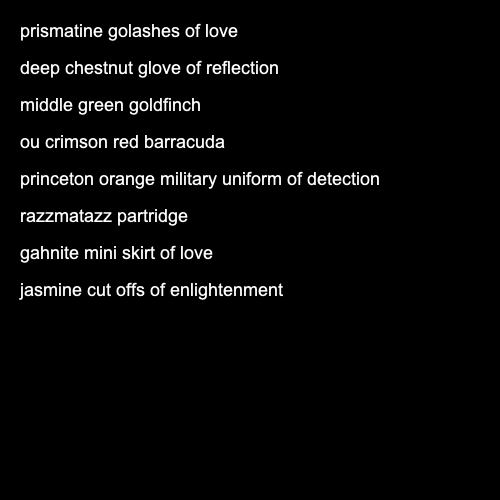 prismatine golashes of love
deep chestnut glove of reflection
middle green goldfinch
ou crimson red barracuda
princeton orange military uniform of detection
razzmatazz partridge
gahnite mini skirt of love
jasmine cut offs of enlightenment